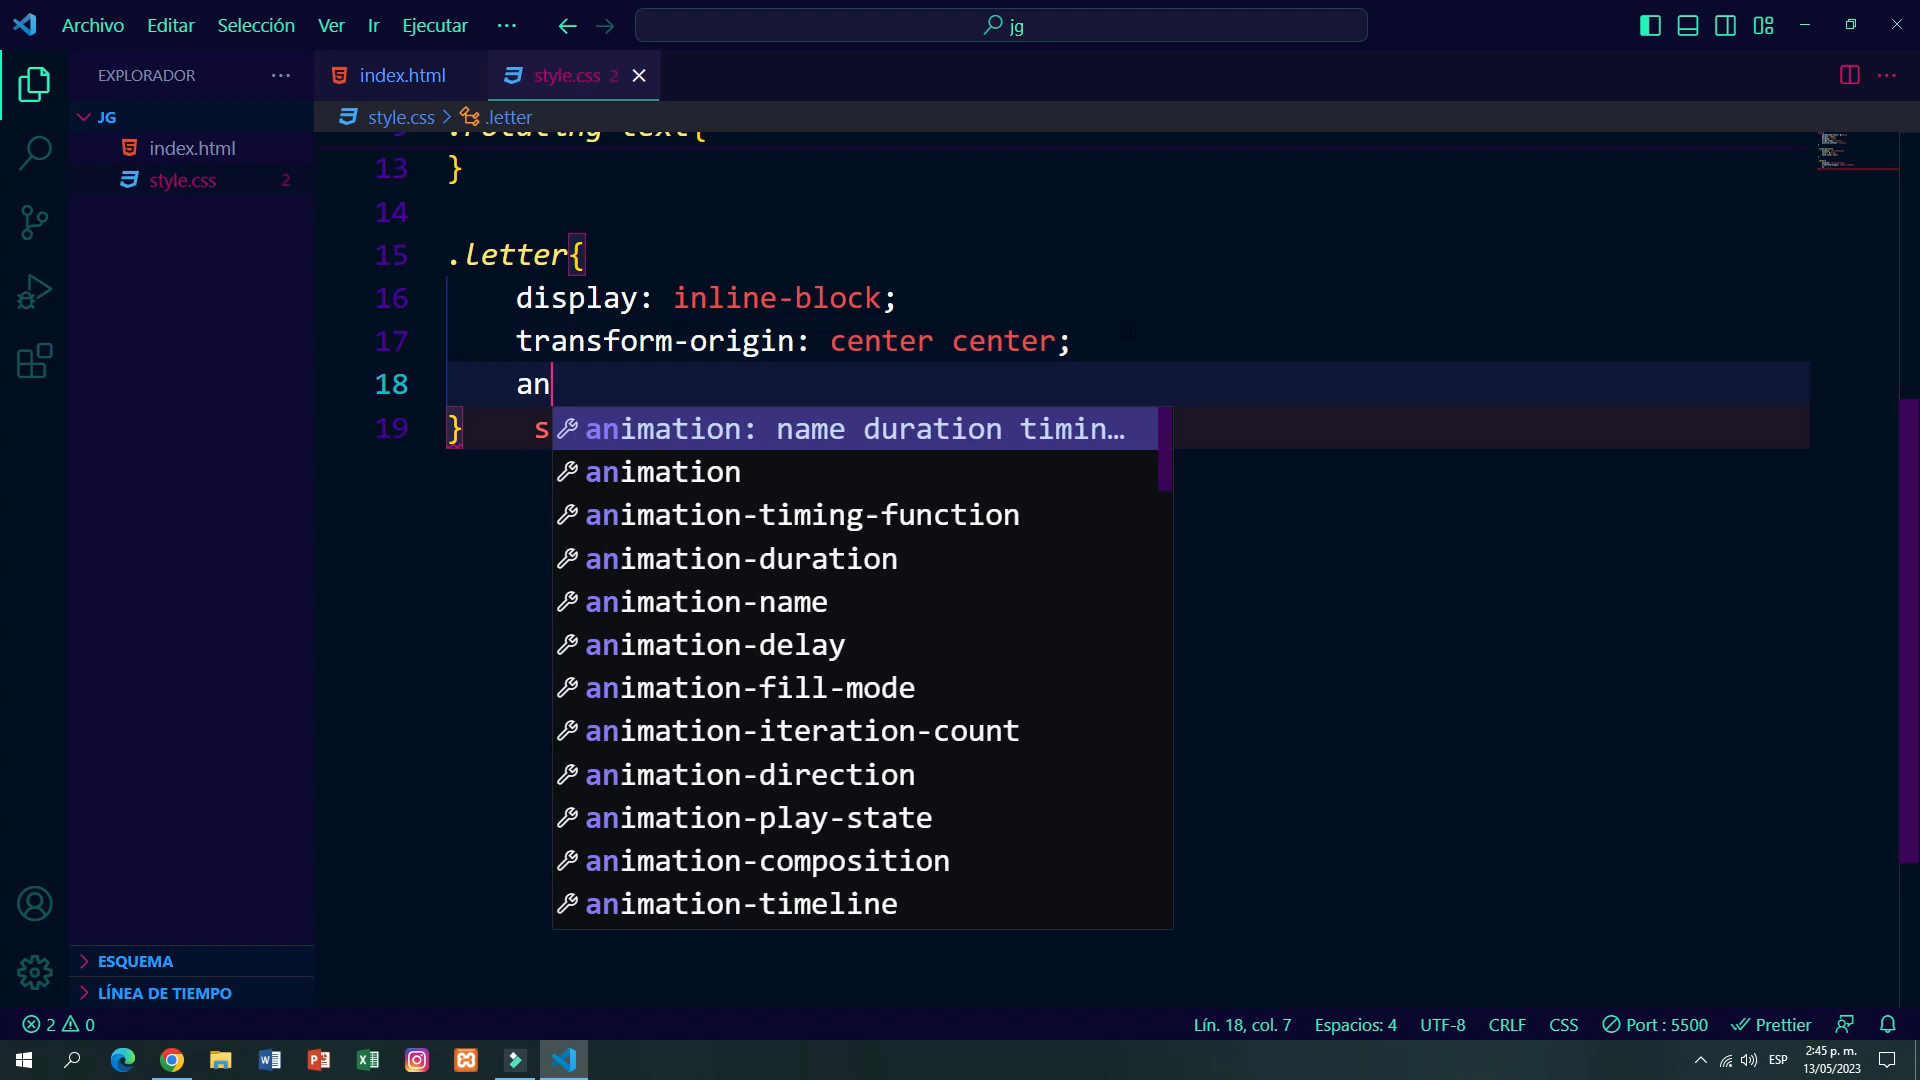 Archivo Editar Selección Ver Ir Ejecutar ··· jg
EXPLORADOR ···
index.html style.css 2
style.css > .letter
JG
index.html
style.css 2
13 }
14
15 .letter{
16 display: inline-block;
17 transform-origin: center center;
18 an
19 } s
animation: name duration timin…
animation
animation-timing-function
animation-duration
animation-name
animation-delay
animation-fill-mode
animation-iteration-count
animation-direction
animation-play-state
animation-composition
animation-timeline
ESQUEMA
LÍNEA DE TIEMPO
2 0 Lín. 18, col. 7 Espacios: 4 UTF-8 CRLF CSS Port : 5500 Prettier
ESP 2:45 p. m.
13/05/2023